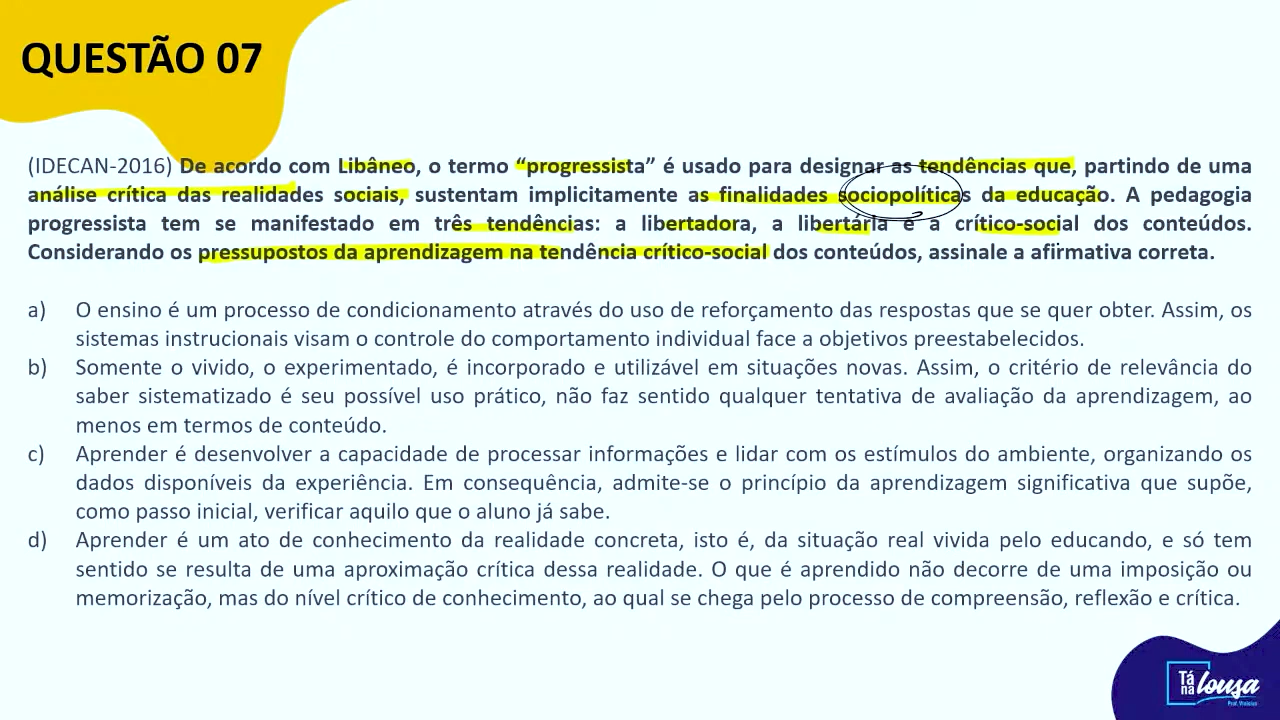 QUESTÃO 07
(IDECAN-2016) De acordo com Libâneo, o termo “progressista” é usado para designar as tendências que, partindo de uma
análise crítica das realidades sociais, sustentam implicitamente as finalidades sociopolíticas da educação. A pedagogia
progressista tem se manifestado em três tendências: a libertadora, a libertária e a crítico-social dos conteúdos.
Considerando os pressupostos da aprendizagem na tendência crítico-social dos conteúdos, assinale a afirmativa correta.
a) O ensino é um processo de condicionamento através do uso de reforçamento das respostas que se quer obter. Assim, os
sistemas instrucionais visam o controle do comportamento individual face a objetivos preestabelecidos.
b) Somente o vivido, o experimentado, é incorporado e utilizável em situações novas. Assim, o critério de relevância do
saber sistematizado é seu possível uso prático, não faz sentido qualquer tentativa de avaliação da aprendizagem, ao
menos em termos de conteúdo.
c) Aprender é desenvolver a capacidade de processar informações e lidar com os estímulos do ambiente, organizando os
dados disponíveis da experiência. Em consequência, admite-se o princípio da aprendizagem significativa que supõe,
como passo inicial, verificar aquilo que o aluno já sabe.
d) Aprender é um ato de conhecimento da realidade concreta, isto é, da situação real vivida pelo educando, e só tem
sentido se resulta de uma aproximação crítica dessa realidade. O que é aprendido não decorre de uma imposição ou
memorização, mas do nível crítico de conhecimento, ao qual se chega pelo processo de compreensão, reflexão e crítica.
Tá na lousa
Prof. Vinícius